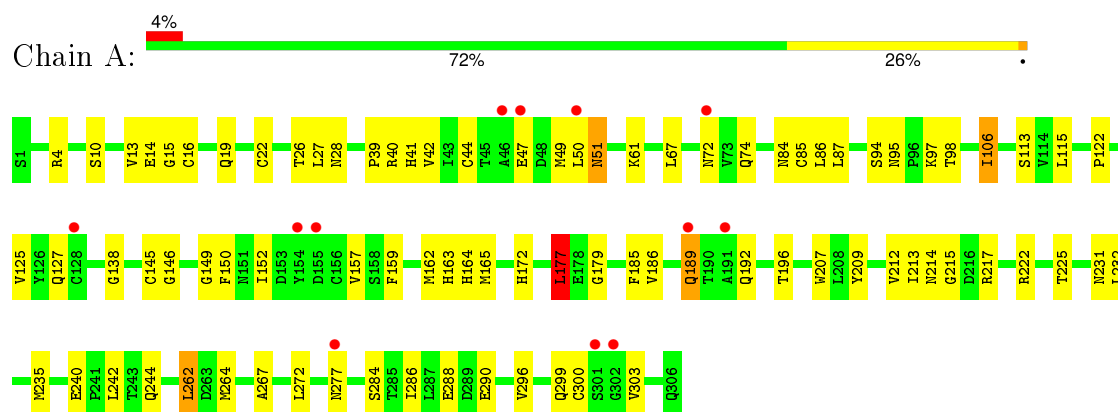 4%
Chain A:
72%
26%
•
S1 R4 S10 V13 E14 G15 C16 Q19 C22 T26 L27 N28 P39 R40 H41 V42 I43 C44 T45 A46 E47 D48 M49 L50 N51 K61 L67 N72 V73 Q74 N84 C85 L86 L87 S94 N95 P96 K97 T98 I106 S113 V114 L115 P122
V125 Y126 Q127 C128 G138 C145 G146 G149 F150 N151 I152 D153 Y154 D155 C156 V157 S158 F159 M162 H163 H164 M165 H172 L177 E178 G179 F185 V186 Q189 T190 A191 Q192 T196 W207 L208 Y209 V212 I213 N214 G215 D216 R217 R222 T225 N231 L232
M235 E240 P241 L242 T243 Q244 L262 D263 M264 A267 L272 N277 S284 T285 I286 L287 E288 D289 E290 V296 Q299 C300 S301 G302 V303 Q306